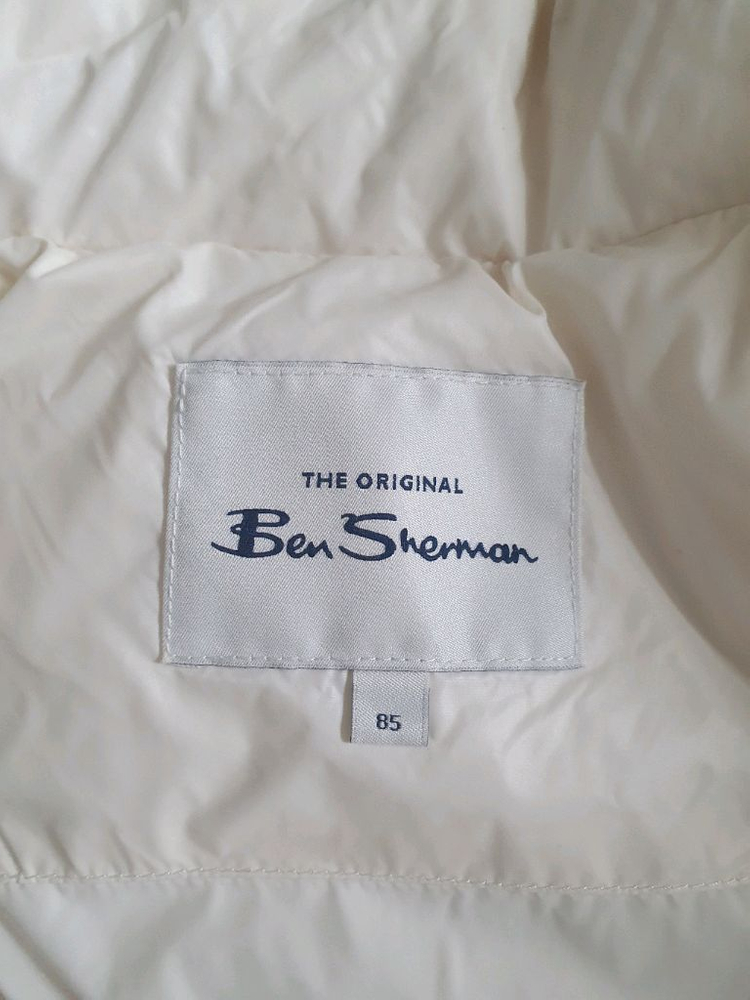 THE ORIGINAL
Ben Sherman
85